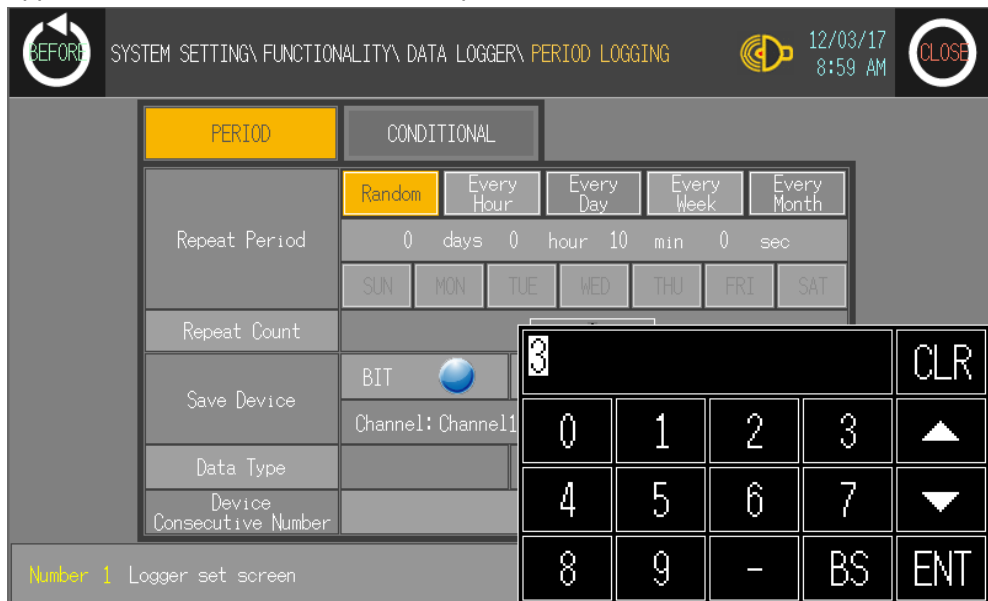 BEFORE
SYSTEM SETTING\ FUNCTIONALITY\ DATA LOGGER\ PERIOD LOGGING
12/03/17
8:59 AM
CLOSE
PERIOD
CONDITIONAL
Repeat Period
Random
Every Hour
Every Day
Every Week
Every Month
0 days 0 hour 10 min 0 sec
SUN MON TUE WED THU FRI SAT
Repeat Count
Save Device
BIT
Channel: Channel1
Data Type
Device
Consecutive Number
3
CLR
0 1 2 3
4 5 6 7
8 9 - BS ENT
Number 1 Logger set screen